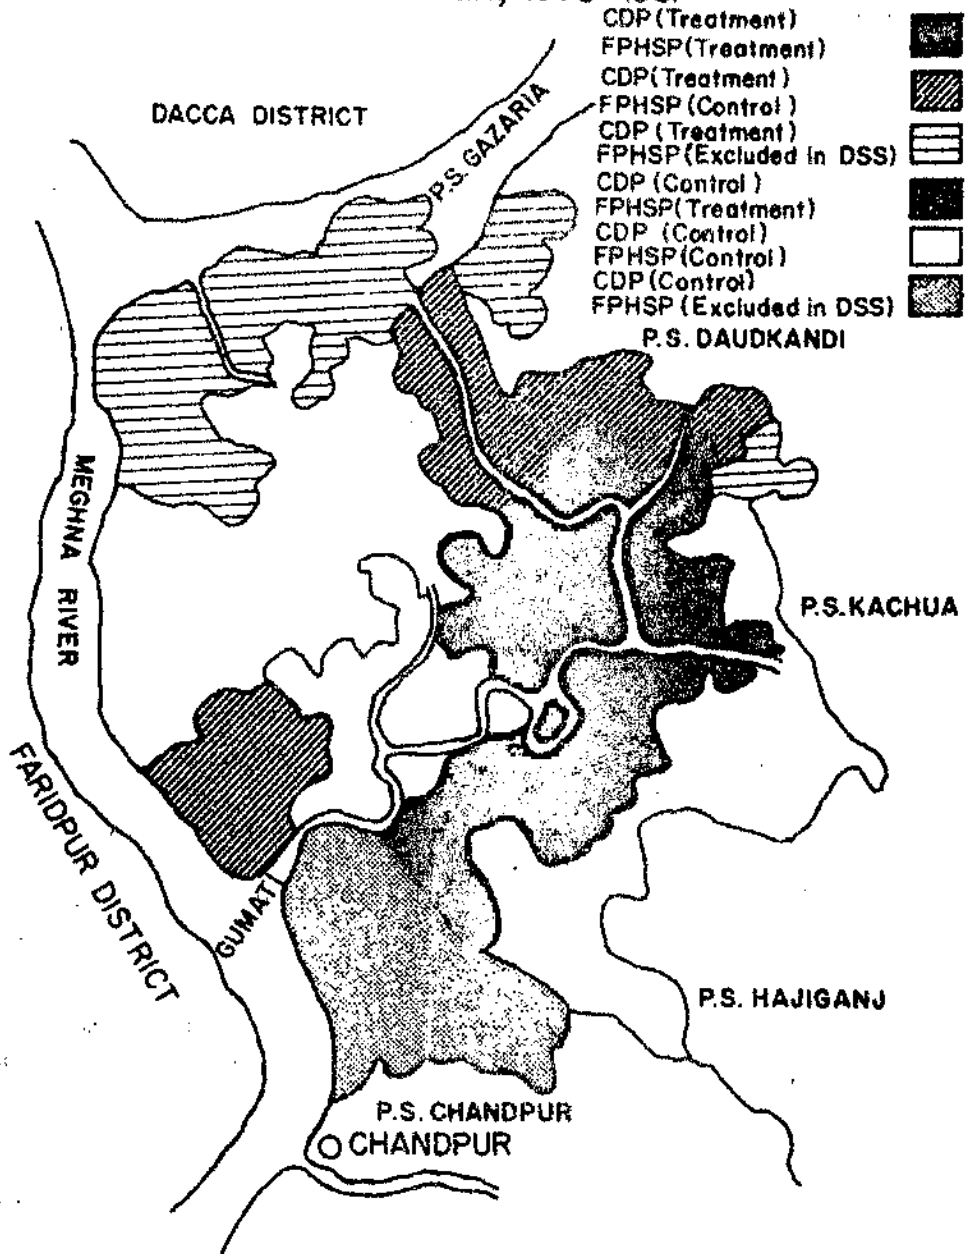 CDP (Treatment)
FPHSP (Treatment)
CDP (Treatment)
FPHSP (Control)
CDP (Treatment)
FPHSP (Excluded in DSS)
CDP (Control)
FPHSP (Treatment)
CDP (Control)
FPHSP (Control)
CDP (Control)
FPHSP (Excluded in DSS)
DACCA DISTRICT
P.S. GAZARIA
P.S. DAUDKANDI
MEGHNA RIVER
P.S. KACHUA
FARIDPUR DISTRICT
GUMATI
P.S. HAJIGANJ
P.S. CHANDPUR
CHANDPUR